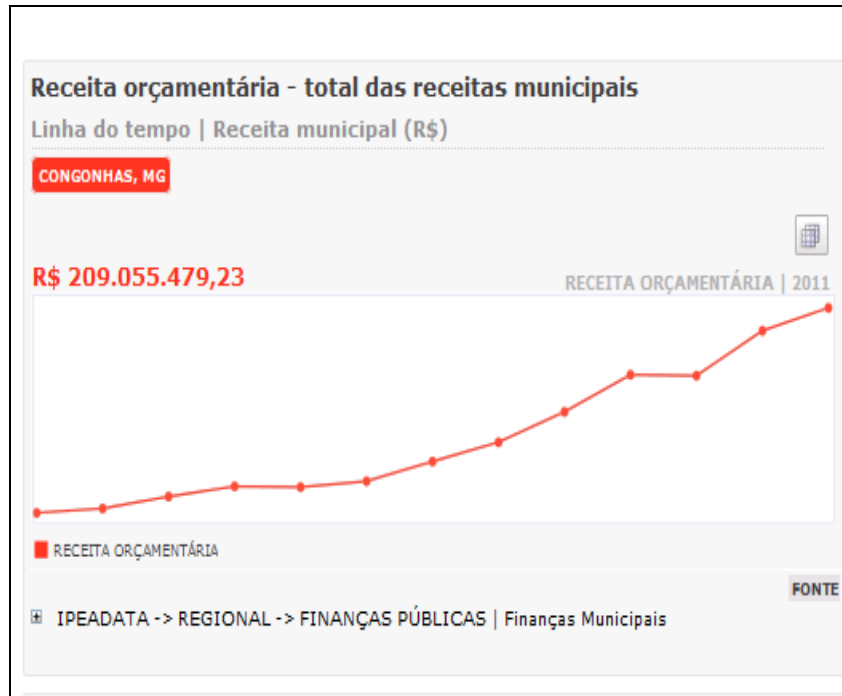 Receita orçamentária - total das receitas municipais
Linha do tempo | Receita municipal (R$)
CONGONHAS, MG
R$ 209.055.479,23
RECEITA ORÇAMENTÁRIA | 2011
RECEITA ORÇAMENTÁRIA
FONTE
IPEADATA -> REGIONAL -> FINANÇAS PÚBLICAS | Finanças Municipais